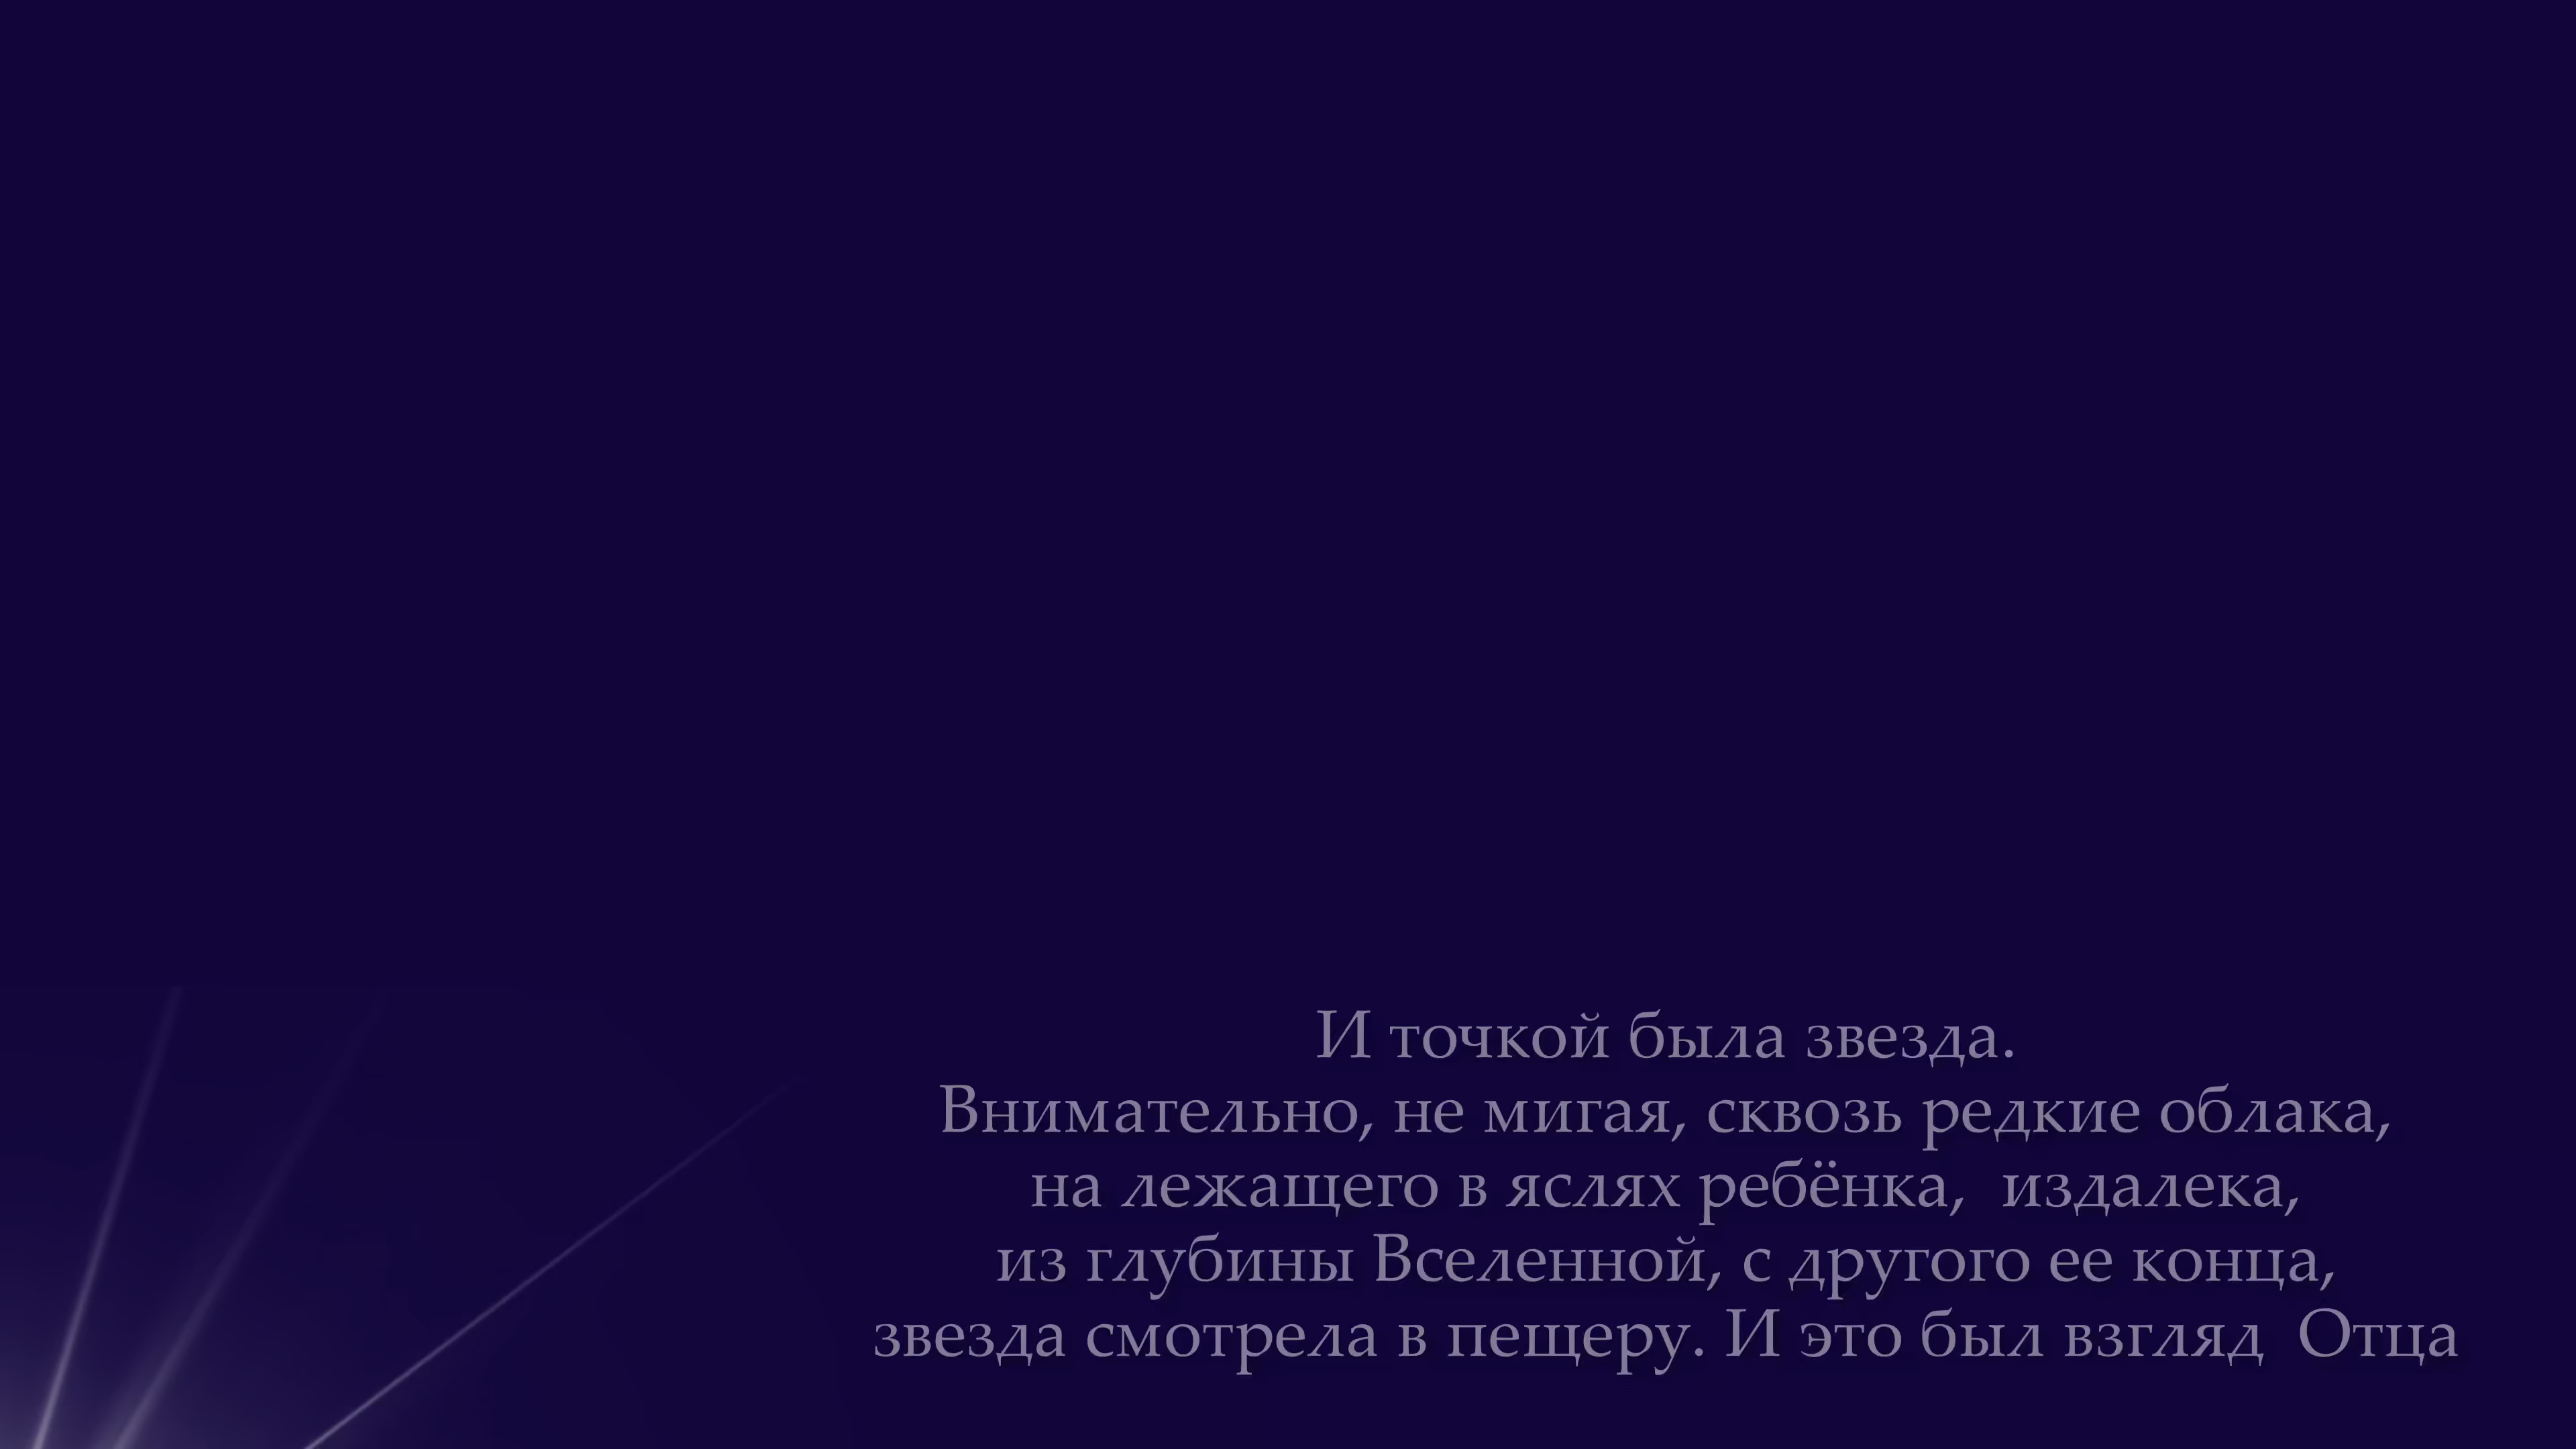 И точкой была звезда.
Внимательно, не мигая, сквозь редкие облака,
на лежащего в яслях ребёнка,  издалека,
из глубины Вселенной, с другого ее конца,
звезда смотрела в пещеру. И это был взгляд  Отца